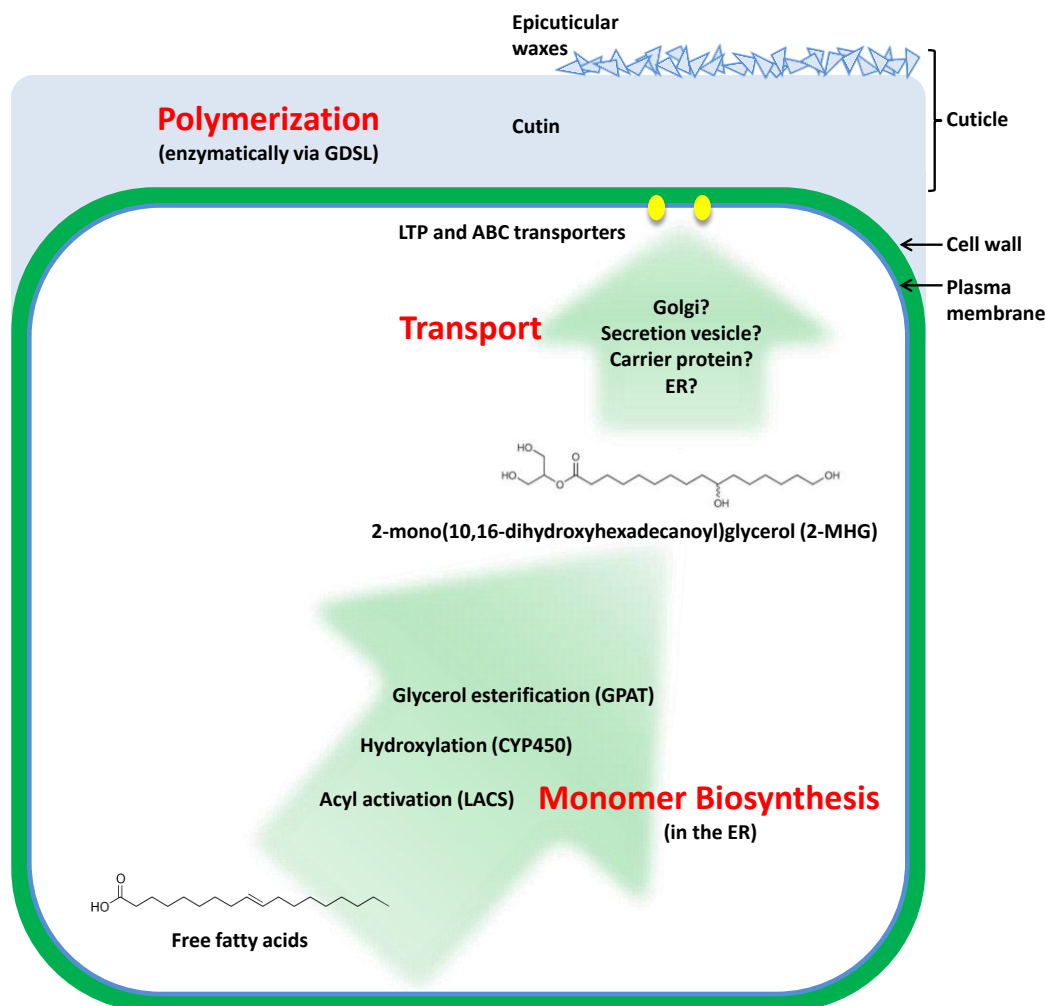 Epicuticular
waxes
Polymerization
(enzymatically via GDSL)
Cutin
Cuticle
LTP and ABC transporters
Cell wall
Plasma
membrane
Transport
Golgi?
Secretion vesicle?
Carrier protein?
ER?
HO
HO
O
O
OH
OH
2-mono(10,16-dihydroxyhexadecanoyl)glycerol (2-MHG)
Glycerol esterification (GPAT)
Hydroxylation (CYP450)
Acyl activation (LACS)
Monomer Biosynthesis
(in the ER)
O
HO
Free fatty acids